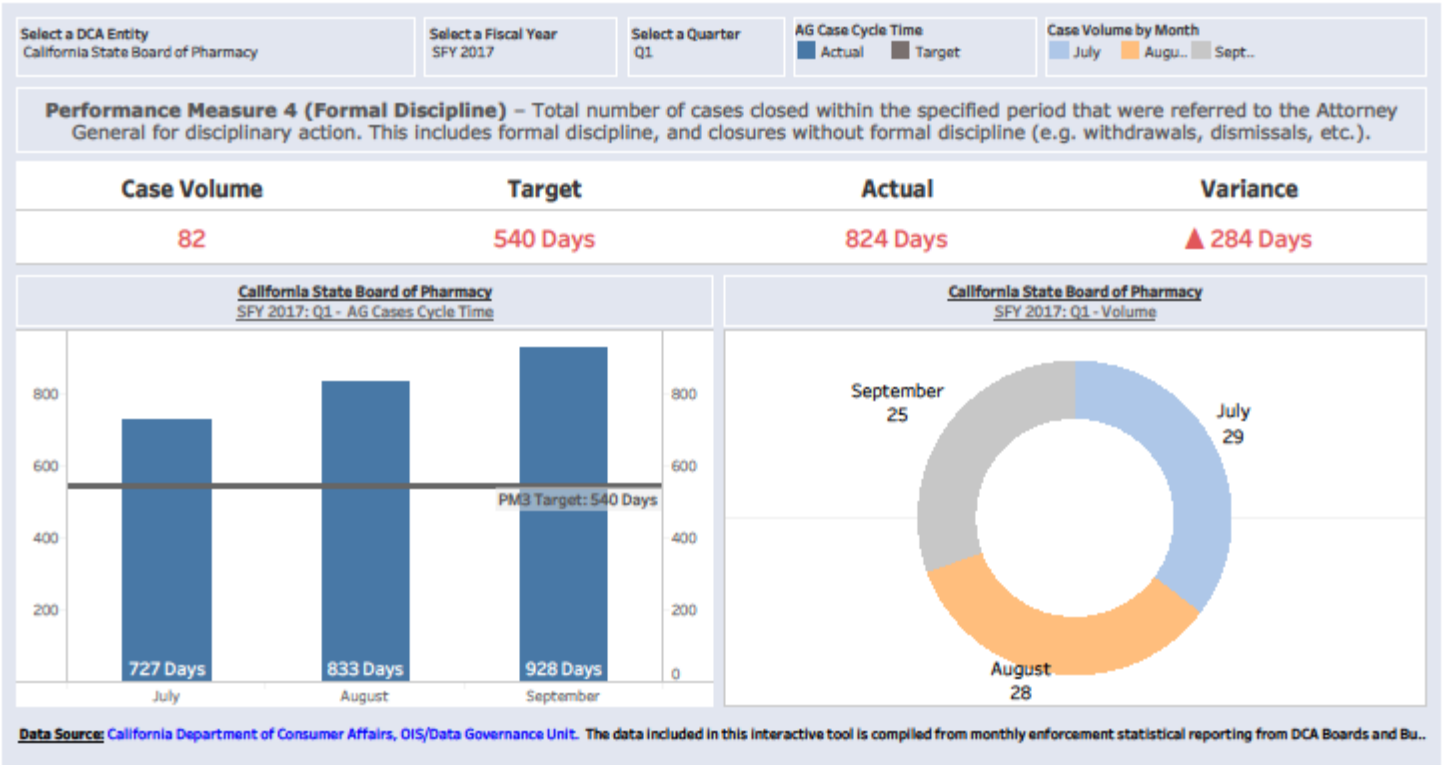 Select a DCA Entity
California State Board of Pharmacy
Select a Fiscal Year
SFY 2017
Select a Quarter
Q1
AG Case Cycle Time
Actual Target
Case Volume by Month
July Augu.. Sept..
Performance Measure 4 (Formal Discipline) – Total number of cases closed within the specified period that were referred to the Attorney
General for disciplinary action. This includes formal discipline, and closures without formal discipline (e.g. withdrawals, dismissals, etc.).
Case Volume Target Actual Variance
82 540 Days 824 Days ▲ 284 Days
California State Board of Pharmacy
SFY 2017: Q1 - AG Cases Cycle Time
800
600
400
200
PM3 Target: 540 Days
727 Days 833 Days 928 Days
July August September
800
600
400
200
0
California State Board of Pharmacy
SFY 2017: Q1 - Volume
September
25
July
29
August
28
Data Source: California Department of Consumer Affairs, OIS/Data Governance Unit. The data included in this interactive tool is compiled from monthly enforcement statistical reporting from DCA Boards and Bu..